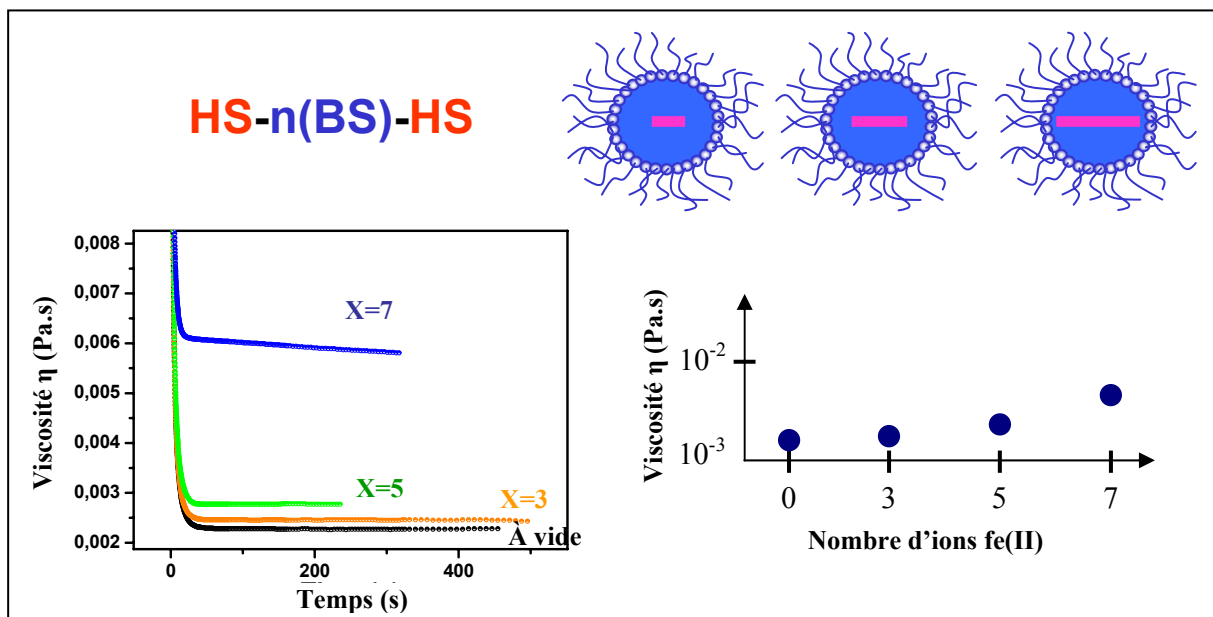 HS-n(BS)-HS
0,008
0,007
0,006
0,005
0,004
0,003
0,002
Viscosité η (Pa.s)
X=7
X=5
X=3
A vide
0
200
400
Temps (s)
Viscosité η (Pa.s)
10-2
10-3
0
3
5
7
Nombre d'ions fe(II)